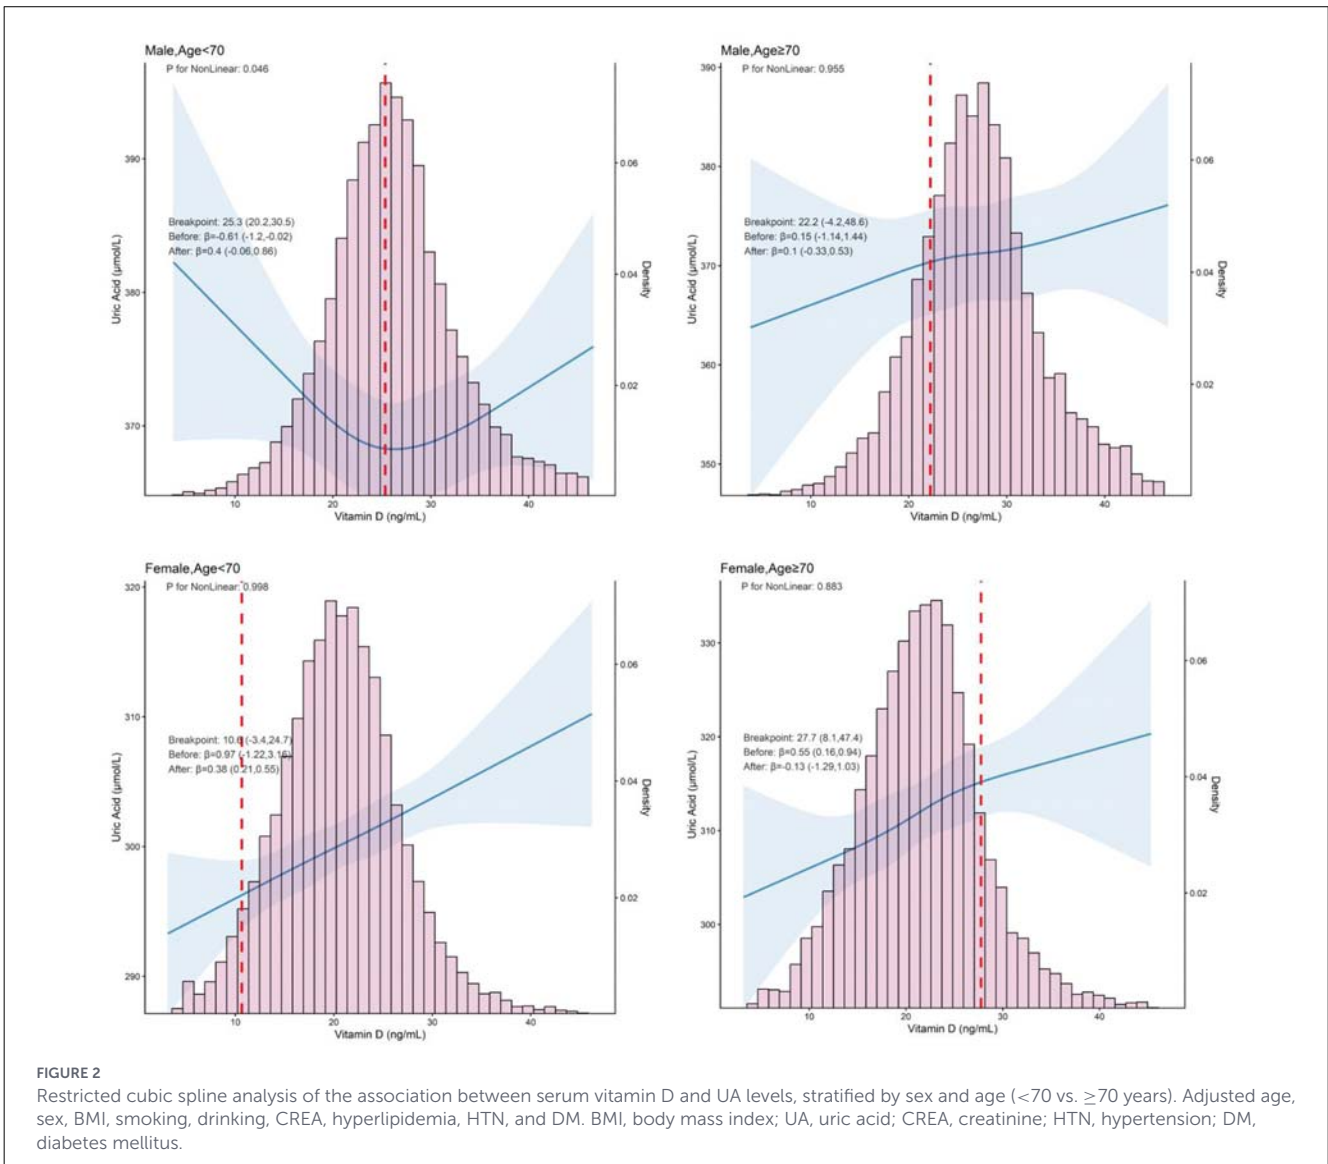 Male,Age<70
P for NonLinear: 0.046
390
380
370
Uric Acid (μmol/L)
Breakpoint: 25.3 (20.2,30.5)
Before: β=-0.61 (-1.2,-0.02)
After: β=0.4 (-0.06,0.86)
0.06
0.04
0.02
Density
10 20 30 40
Vitamin D (ng/mL)
Male,Age≥70
P for NonLinear: 0.955
390
380
370
360
350
Uric Acid (μmol/L)
Breakpoint: 22.2 (-4.2,48.6)
Before: β=0.15 (-1.14,1.44)
After: β=0.1 (-0.33,0.53)
0.06
0.04
0.02
Density
10 20 30 40
Vitamin D (ng/mL)
Female,Age<70
P for NonLinear: 0.998
320
310
300
290
Uric Acid (μmol/L)
Breakpoint: (-3.4,24.7)
Before: β=0.97 (-1.22,3.16)
After: β=0.38 (0.21,0.55)
0.06
0.04
0.02
Density
10 20 30 40
Vitamin D (ng/mL)
Female,Age≥70
P for NonLinear: 0.883
330
320
310
300
Uric Acid (μmol/L)
Breakpoint: 27.7 (8.1,47.4)
Before: β=0.55 (0.16,0.94)
After: β=-0.13 (-1.29,1.03)
0.06
0.04
0.02
Density
10 20 30 40
Vitamin D (ng/mL)
FIGURE 2
Restricted cubic spline analysis of the association between serum vitamin D and UA levels, stratified by sex and age (<70 vs. ≥70 years). Adjusted age,
sex, BMI, smoking, drinking, CREA, hyperlipidemia, HTN, and DM. BMI, body mass index; UA, uric acid; CREA, creatinine; HTN, hypertension; DM,
diabetes mellitus.